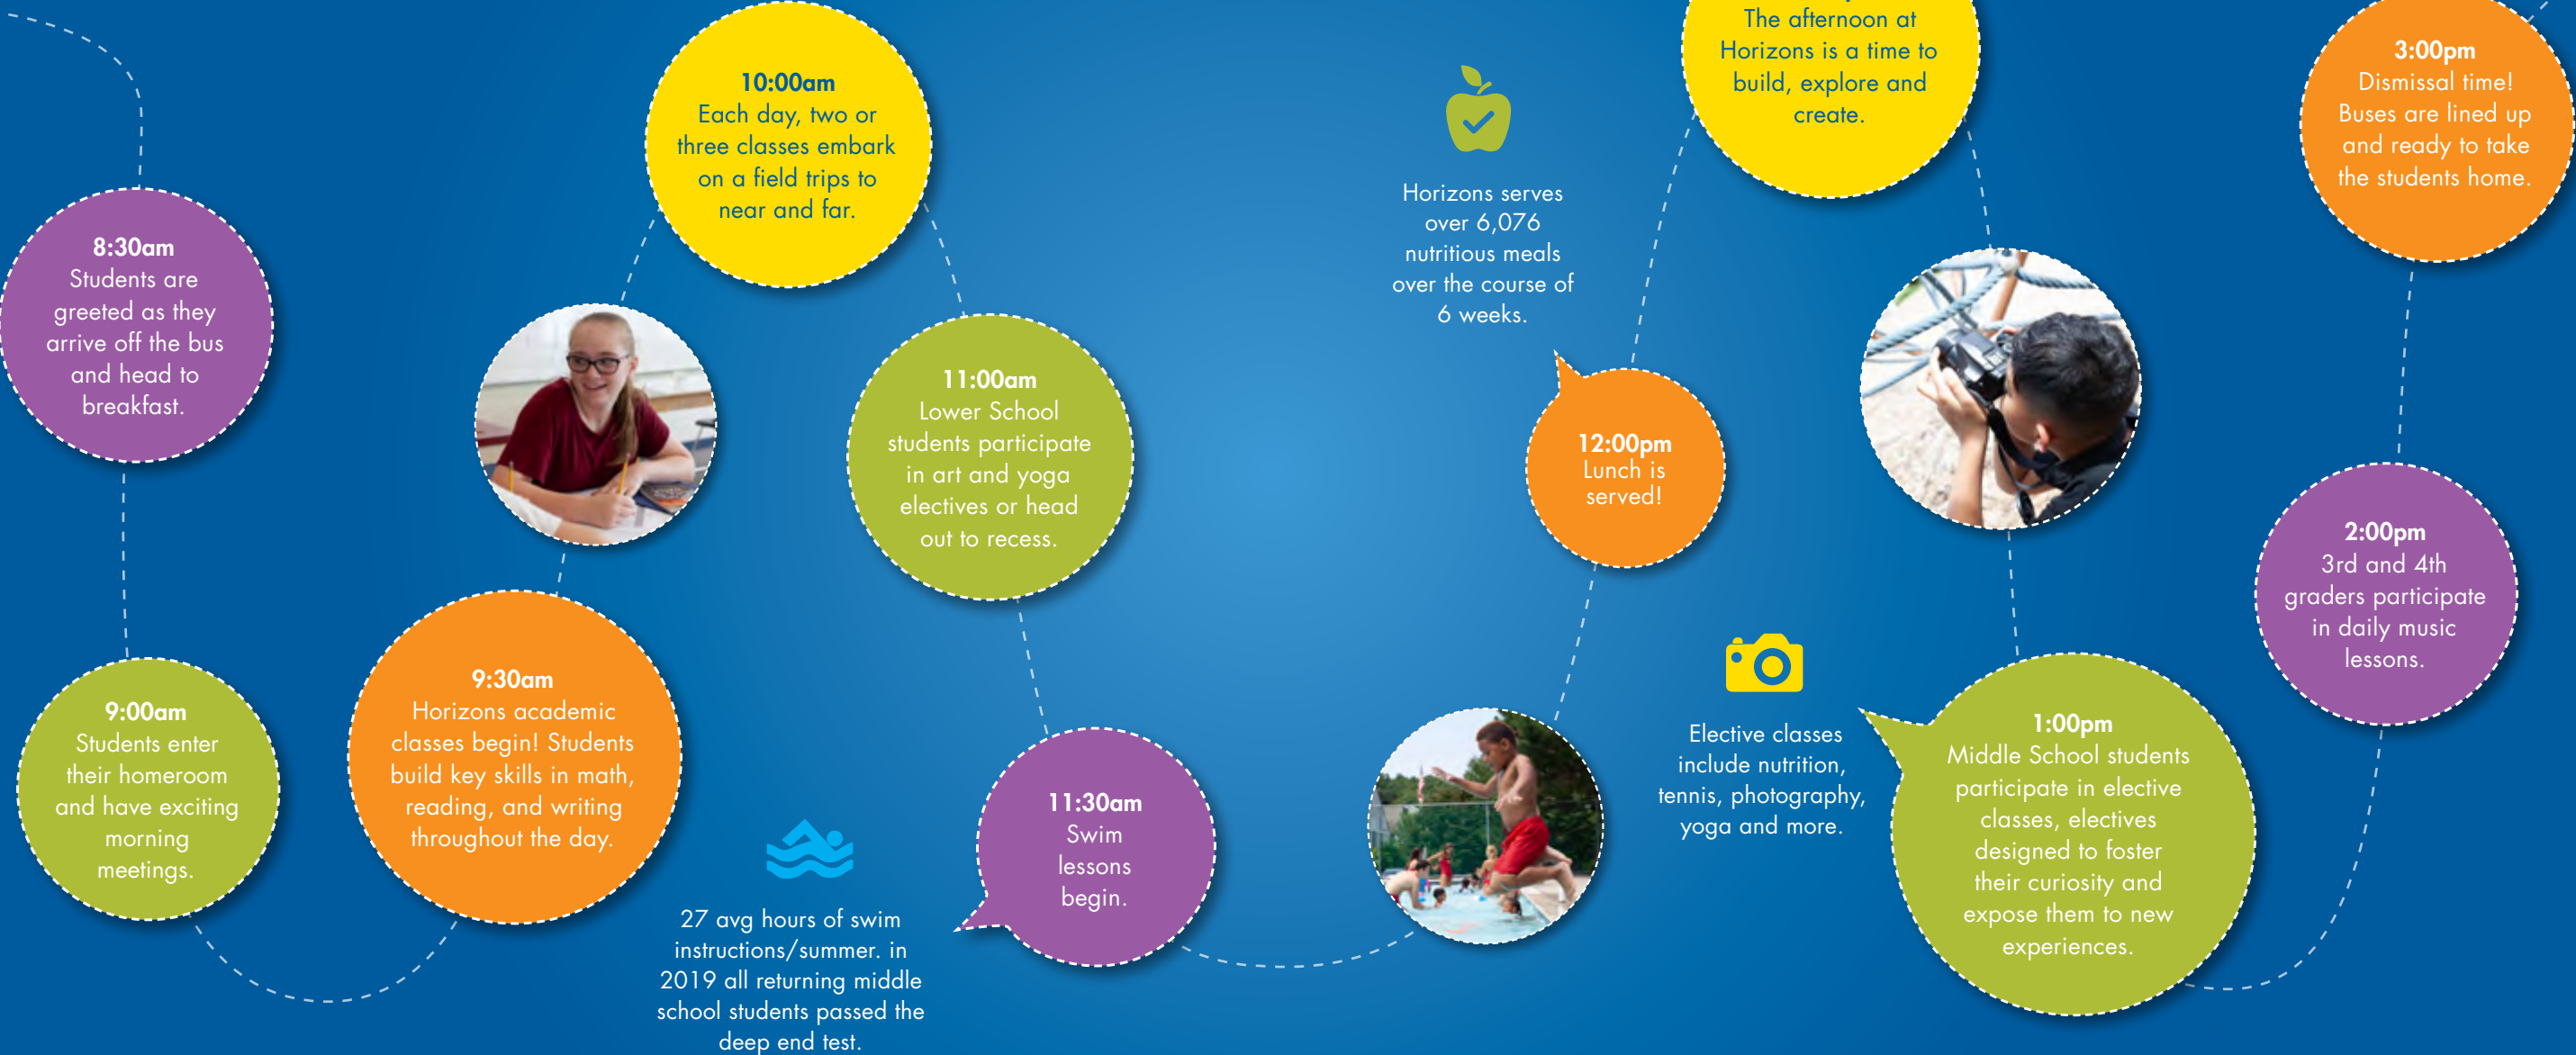 8:30am
Students are
greeted as they
arrive off the bus
and head to
breakfast.
9:00am
Students enter
their homeroom
and have exciting
morning
meetings.
9:30am
Horizons academic
classes begin! Students
build key skills in math,
reading, and writing
throughout the day.
10:00am
Each day, two or
three classes embark
on a field trips to
near and far.
11:00am
Lower School
students participate
in art and yoga
electives or head
out to recess.
11:30am
Swim
lessons
begin.
27 avg hours of swim
instructions/summer. in
2019 all returning middle
school students passed the
deep end test.
12:00pm
Lunch is
served!
Horizons serves
over 6,076
nutritious meals
over the course of
6 weeks.
The afternoon at
Horizons is a time to
build, explore and
create.
1:00pm
Middle School students
participate in elective
classes, electives
designed to foster
their curiosity and
expose them to new
experiences.
Elective classes
include nutrition,
tennis, photography,
yoga and more.
2:00pm
3rd and 4th
graders participate
in daily music
lessons.
3:00pm
Dismissal time!
Buses are lined up
and ready to take
the students home.